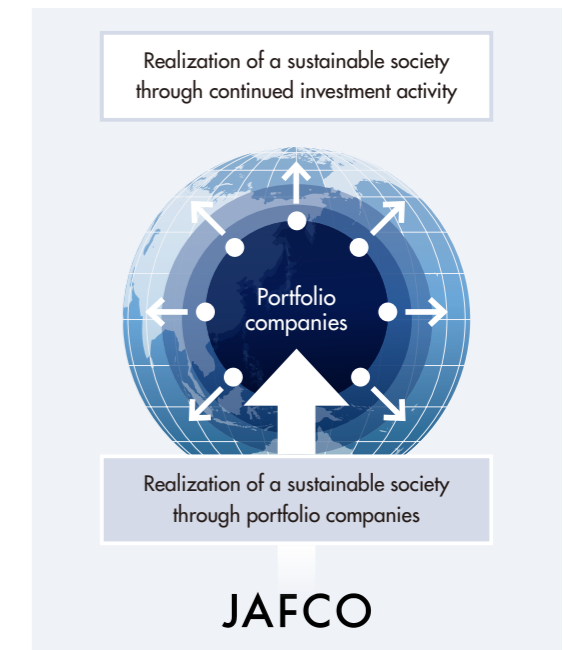 Realization of a sustainable society
through continued investment activity
Portfolio
companies
Realization of a sustainable society
through portfolio companies
JAFCO